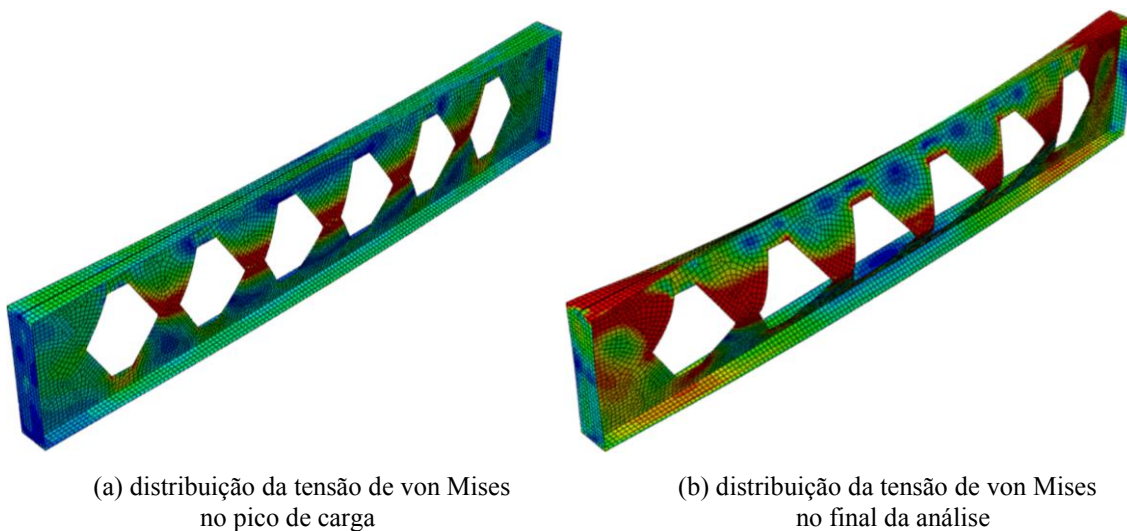 (a) distribuição da tensão de von Mises
no pico de carga
(b) distribuição da tensão de von Mises
no final da análise